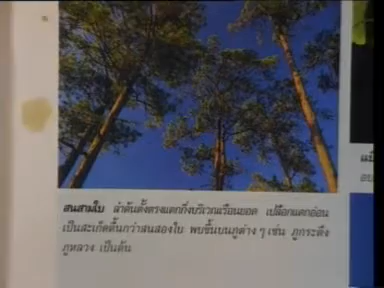 สนสามใบ ลำต้นตั้งตรงแตกกิ่งบริเวณเรือนยอด เปลือกแตกอ่อน
เป็นสะเก็ดตื้นกว่าสนสองใบ พบขึ้นบนภูต่าง ๆ เช่น ภูกระดึง
ภูหลวง เป็นต้น